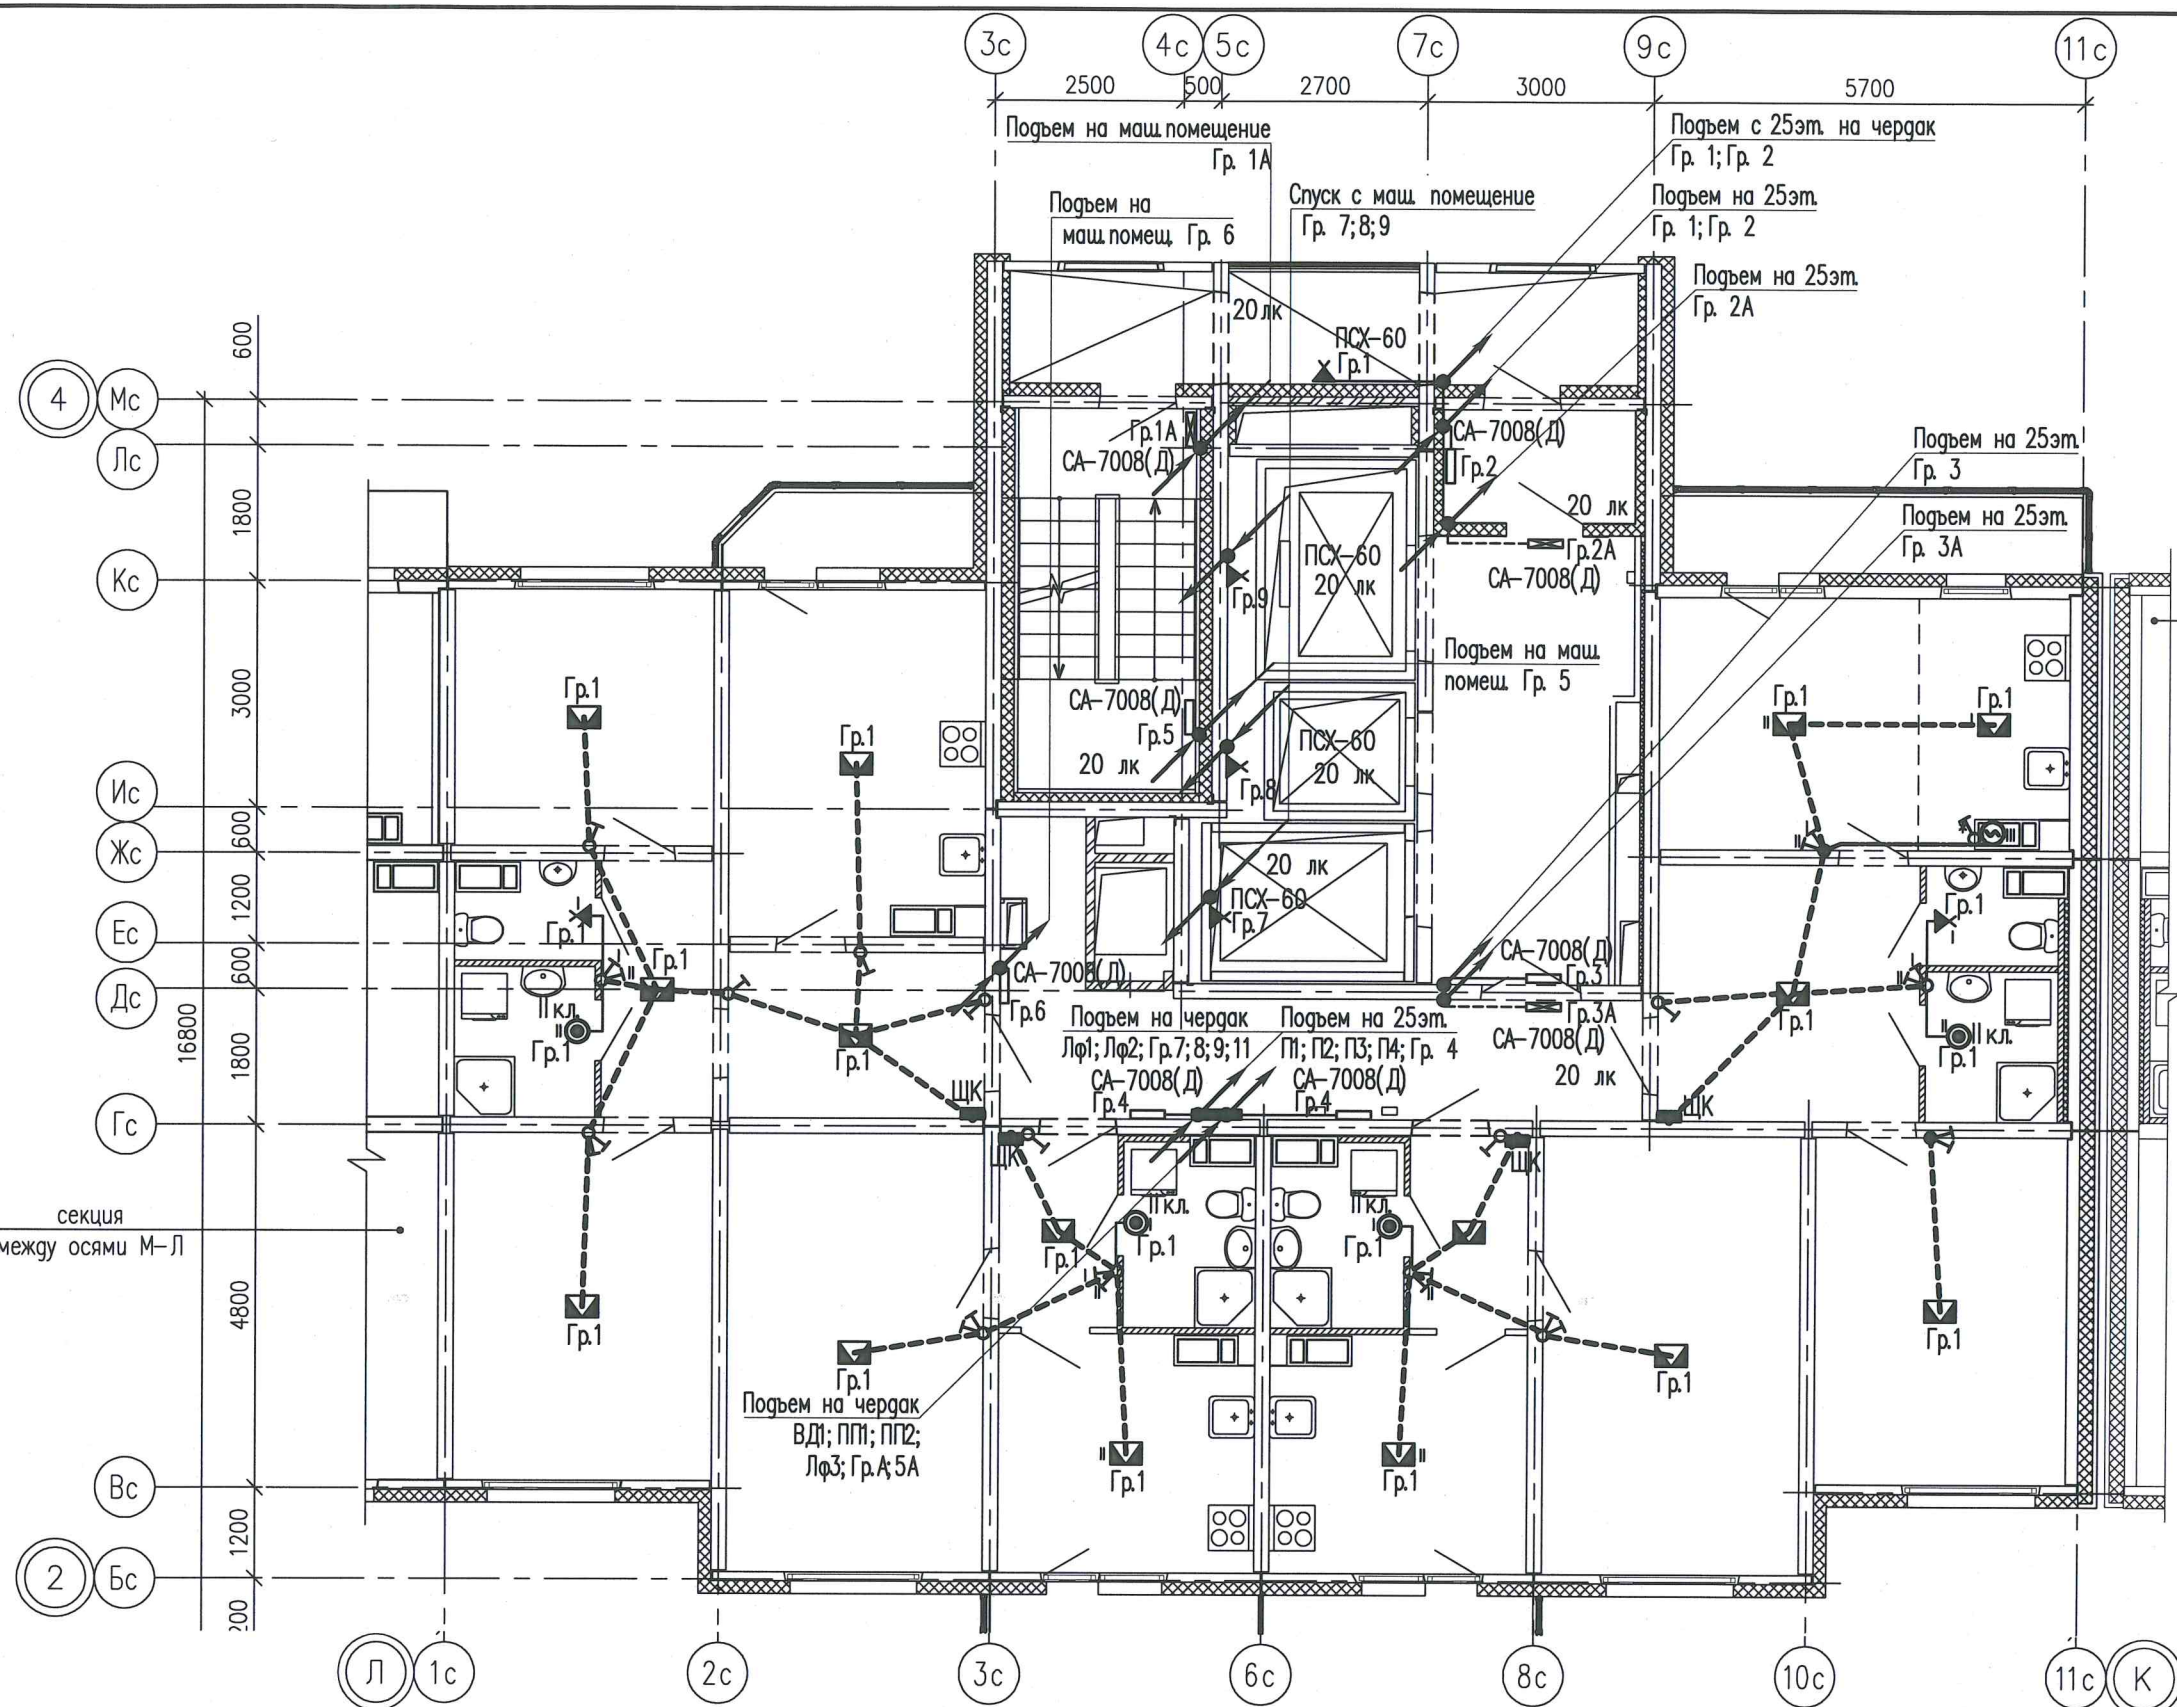 3с
4с
5с
7с
9с
11с
2500
500
2700
3000
5700
Подъем на маш.помещение
Гр. 1А
Подъем с 25эт. на чердак
Гр. 1; Гр. 2
Подъем на
маш.помещ. Гр. 6
Спуск с маш. помещение
Гр. 7;8;9
Подъем на 25эт.
Гр. 1; Гр. 2
Подъем на 25эт.
Гр. 2А
20 лк
ПСХ-60
Гр.1
600
4
Мс
Лс
Гр.1А
СА-7008(Д)
СА-7008(Д)
Гр.2
Подъем на 25эт.
Гр. 3
1800
20 лк
Подъем на 25эт.
Гр. 3А
Кс
ПСХ-60
20 лк
Гр.2А
СА-7008(Д)
Гр.9
3000
Подъем на маш.
помещ. Гр. 5
Гр.1
Гр.1
СА-7008(Д)
Гр.5
20 лк
ПСХ-60
20 лк
Гр.8
Гр.1
Гр.1
Ис
600
Жс
20 лк
1200
ПСХ-60
Гр.7
Гр.1
Гр.1
Ес
600
Гр.1
СА-7008(Д)
Гр.6
СА-7008(Д)
Гр.3
Дс
16800
II кл.
Гр.1
Гр.1
Подъем на чердак
Лф1; Лф2; Гр.7; 8; 9;11
Подъем на 25эт.
П1; П2; П3; П4; Гр. 4
Гр.3А
СА-7008(Д)
20 лк
Гр.1
II кл.
Гр.1
1800
СА-7008(Д)
Гр.4
СА-7008(Д)
Гр.4
ЩК
ЩК
Гс
ЩК
ЩК
II кл.
Гр.1
Гр.1
II кл.
Гр.1
секция
между осями М-Л
4800
Гр.1
Гр.1
Гр.1
Гр.1
Подъем на чердак
ВД1; ПП1; ПП2;
Лф3; Гр.А; 5А
Гр.1
Гр.1
Вс
1200
2
Бс
200
Л
1с
2с
3с
6с
8с
10с
11с
К